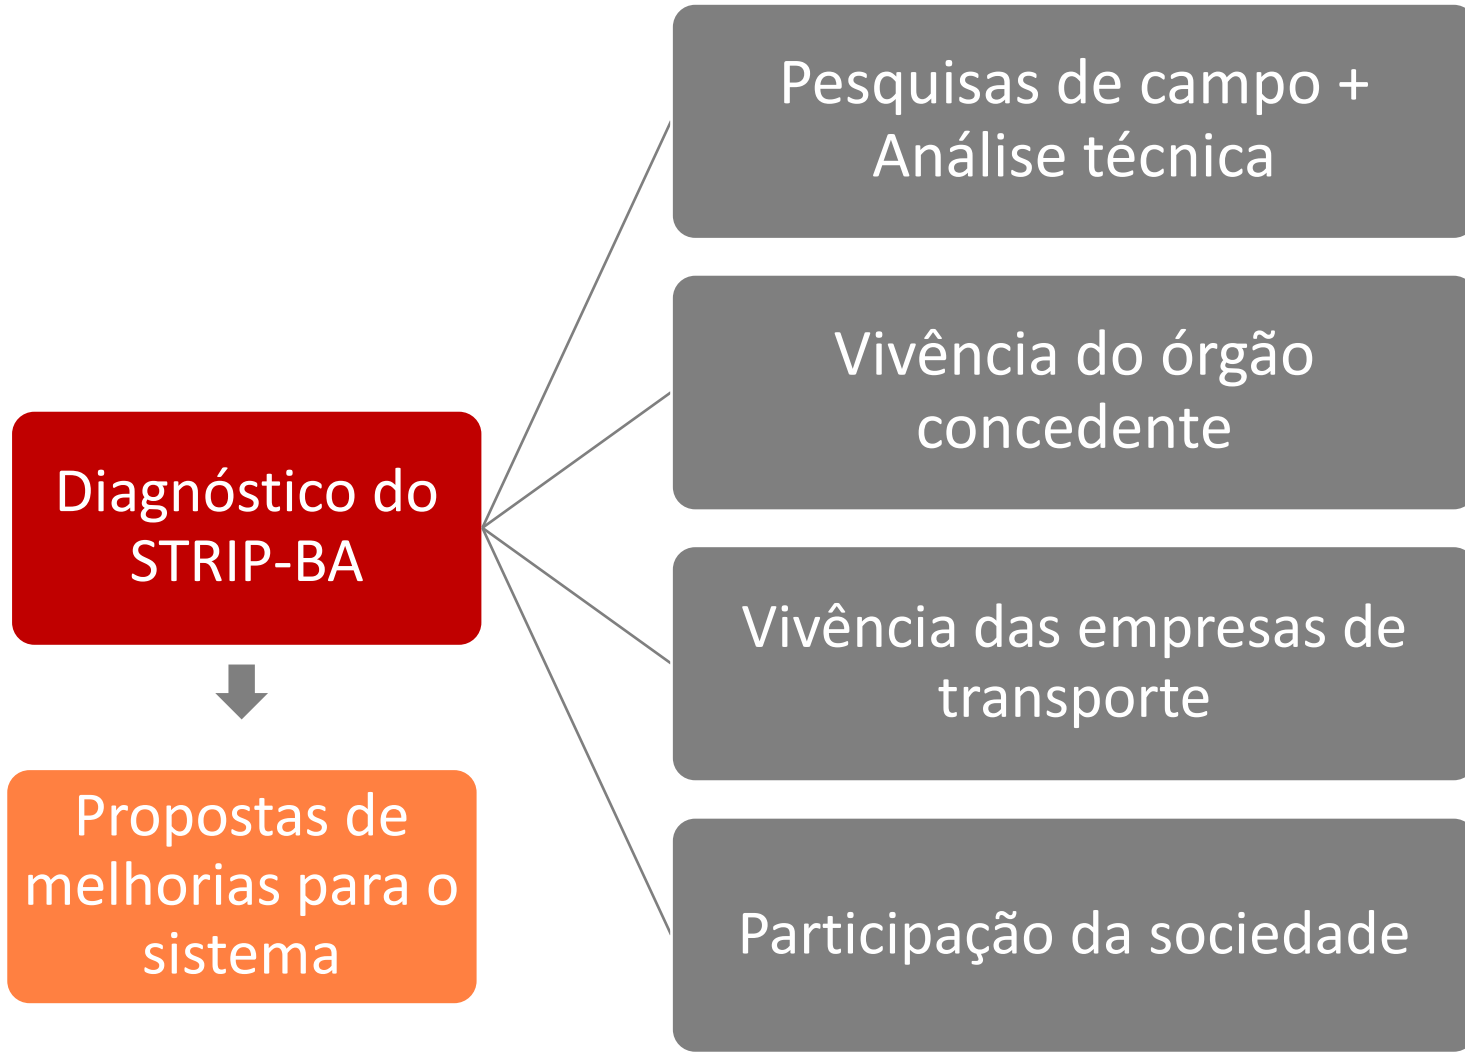 Pesquisas de campo +
Análise técnica
Vivência do órgão
concedente
Diagnóstico do
STRIP-BA
Vivência das empresas de
transporte
Propostas de
melhorias para o
sistema
Participação da sociedade